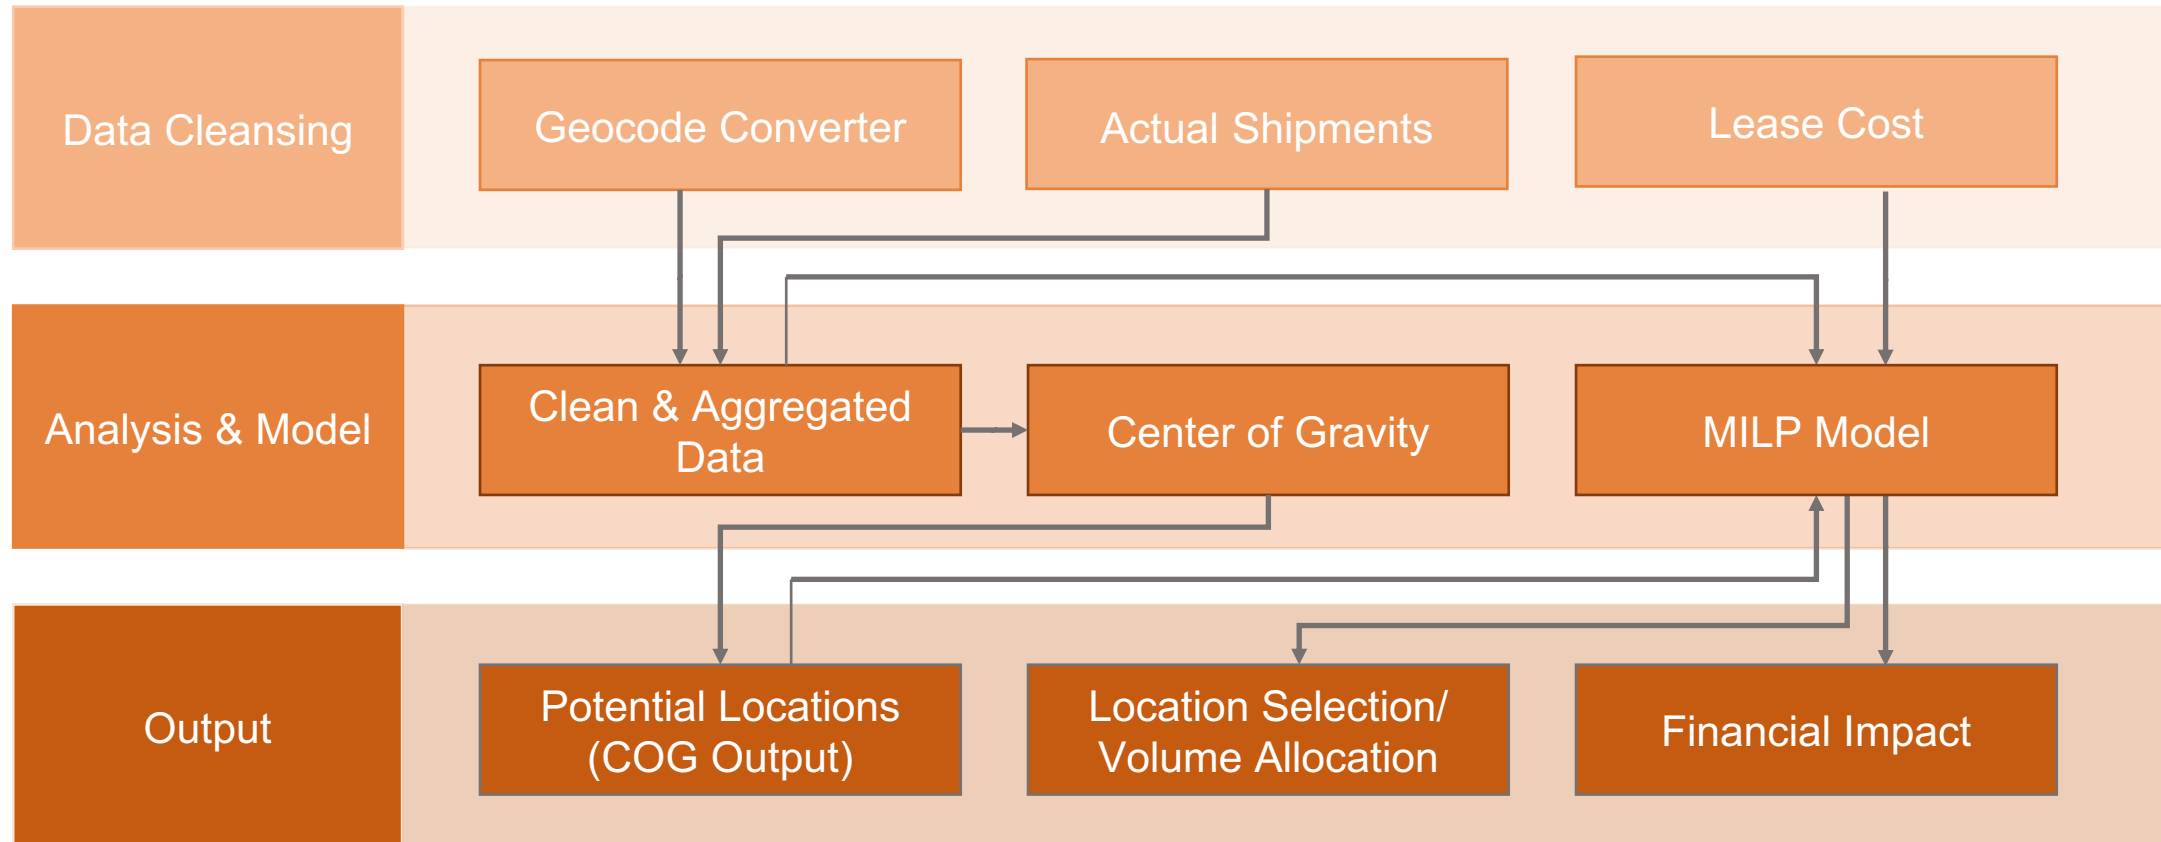 Data Cleansing
Geocode Converter
Actual Shipments
Lease Cost
Analysis & Model
Clean & Aggregated
Data
Center of Gravity
MILP Model
Output
Potential Locations
(COG Output)
Location Selection/
Volume Allocation
Financial Impact